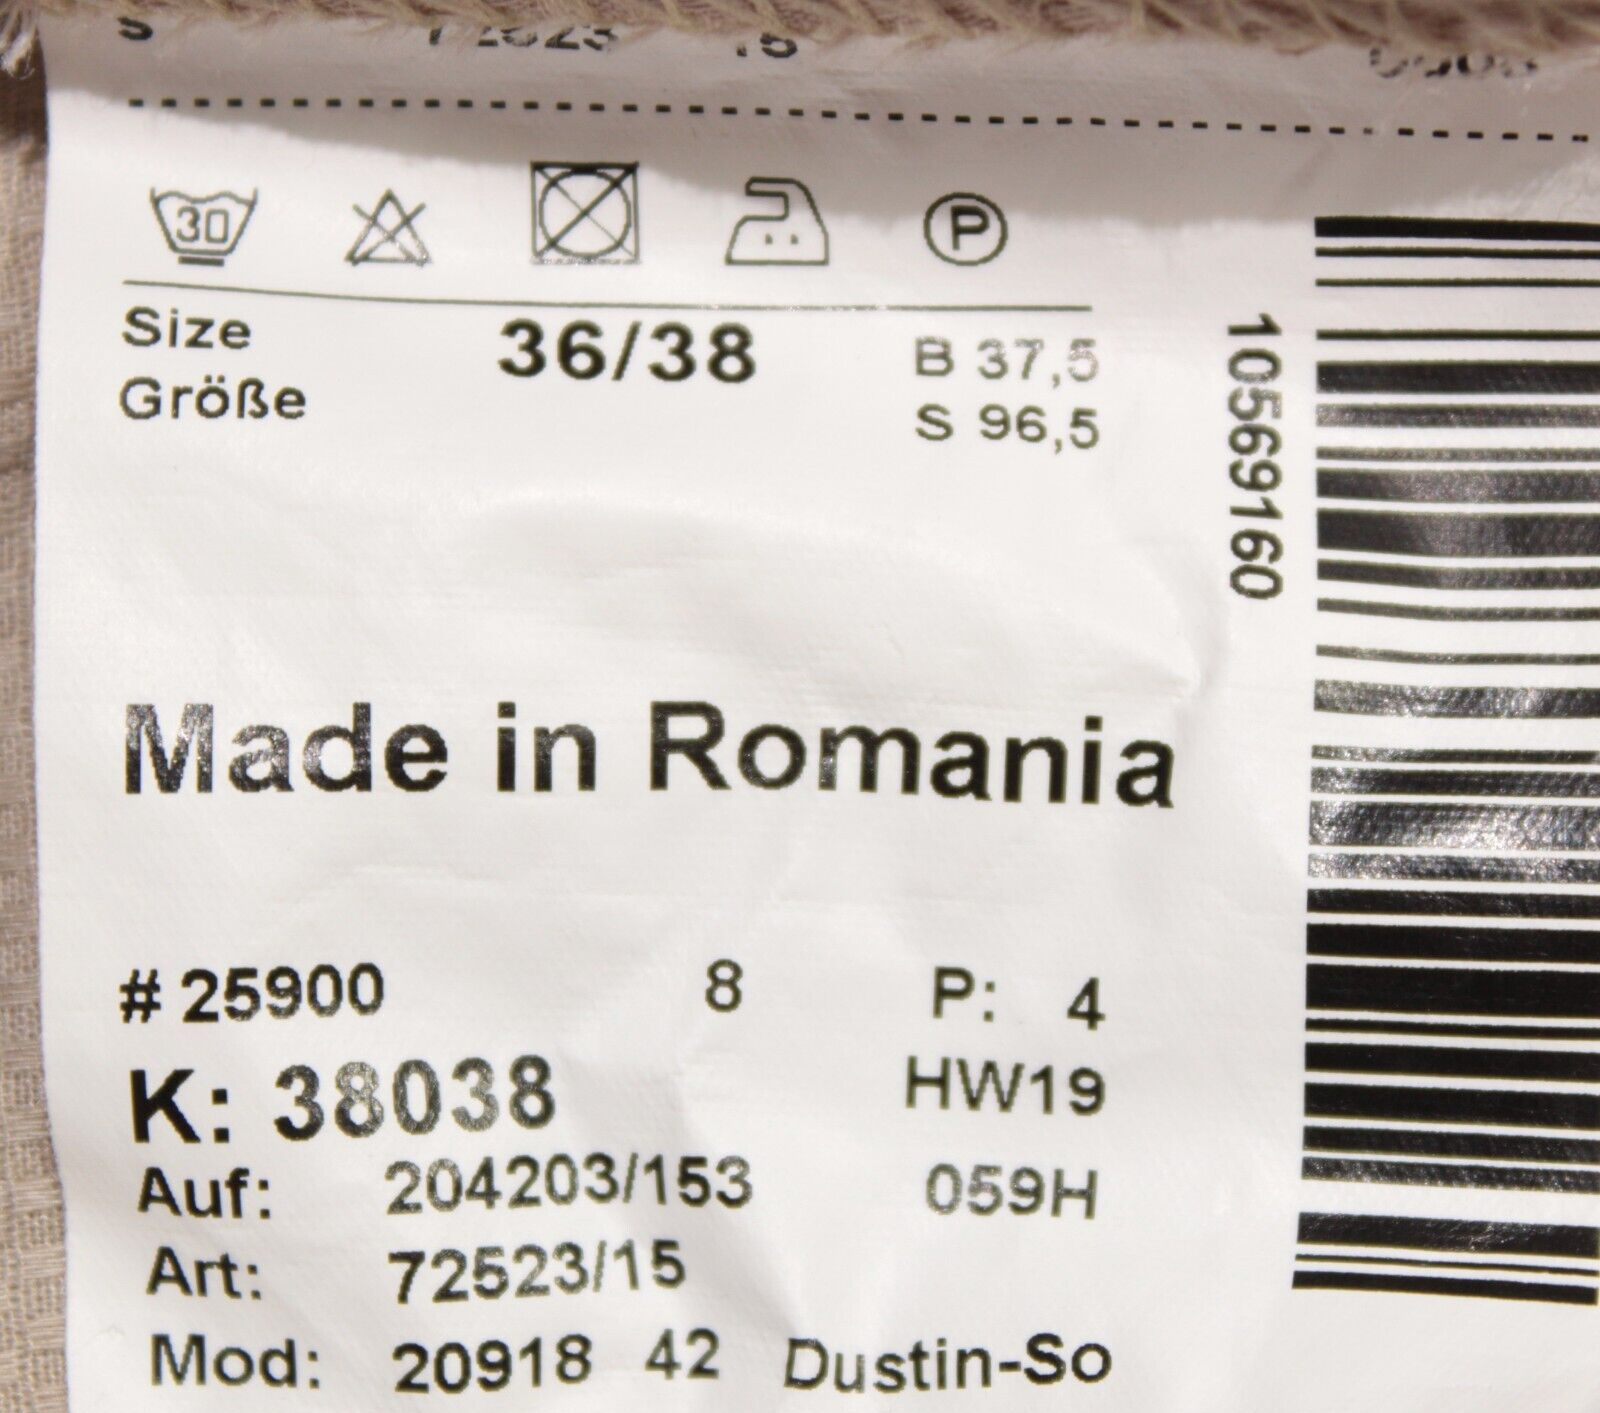 30 P
Size 36/38 B 37,5
Größe S 96,5
10569160
Made in Romania
# 25900 8 P: 4
K: 38038 HW19
Auf: 204203/153 059H
Art: 72523/15
Mod: 20918 42 Dustin-So